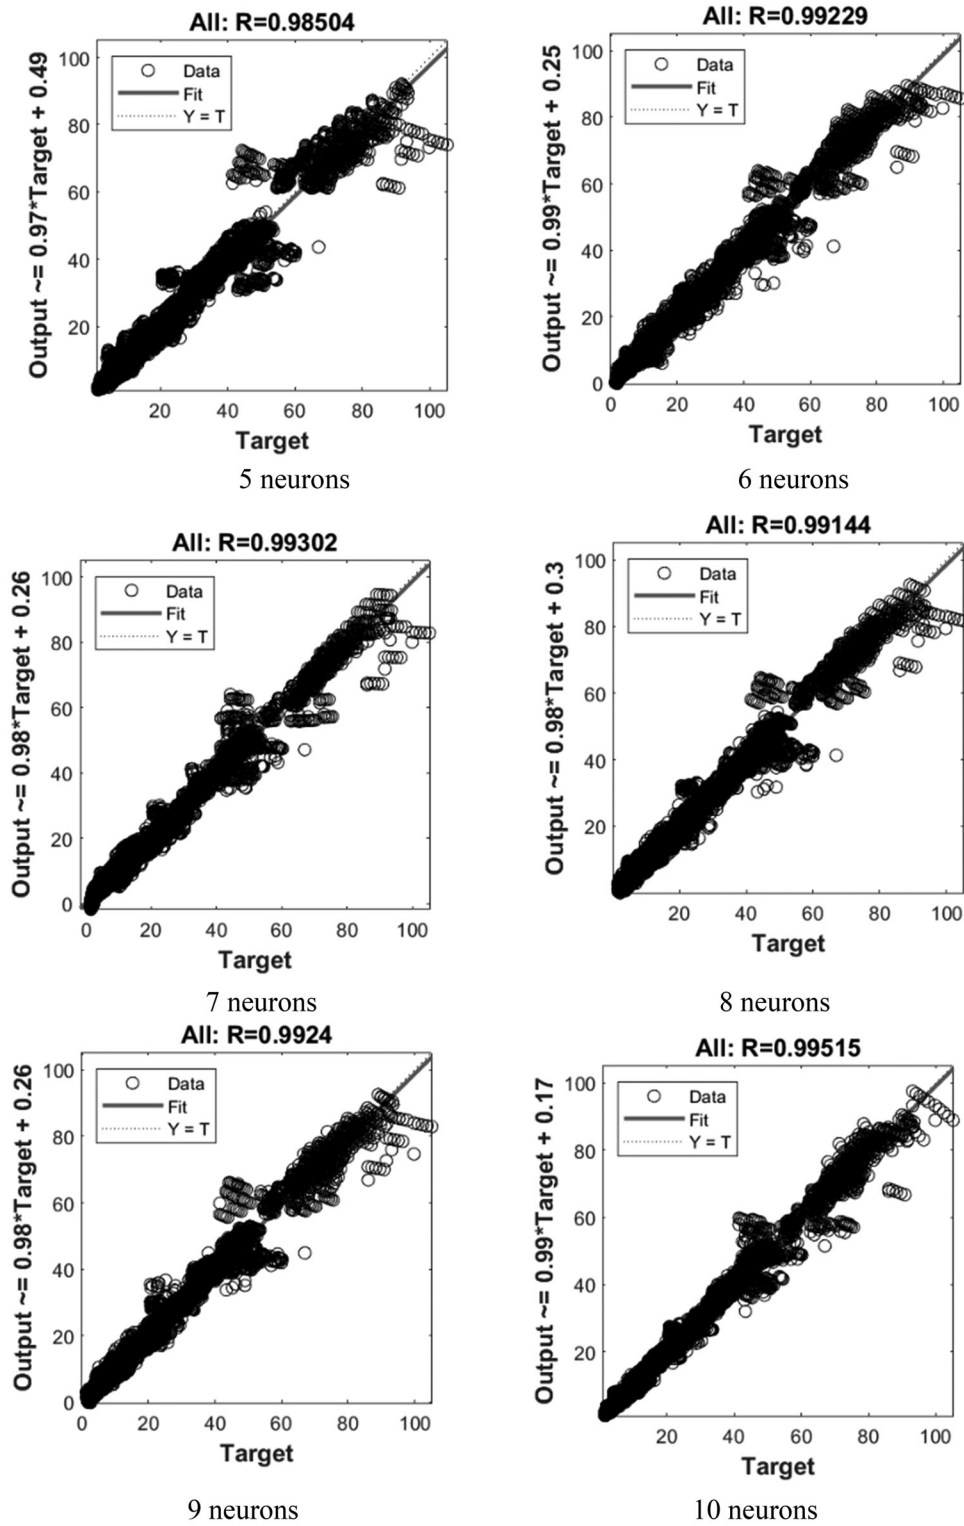 All: R=0.98504
Output ~= 0.97*Target + 0.49
100
80
60
40
20
Data
Fit
Y = T
20 40 60 80 100
Target
5 neurons
All: R=0.99229
Output ~= 0.99*Target + 0.25
100
80
60
40
20
0
Data
Fit
Y = T
0 20 40 60 80 100
Target
6 neurons
All: R=0.99302
Output ~= 0.98*Target + 0.26
100
80
60
40
20
0
Data
Fit
Y = T
0 20 40 60 80 100
Target
7 neurons
All: R=0.99144
Output ~= 0.98*Target + 0.3
100
80
60
40
20
Data
Fit
Y = T
20 40 60 80 100
Target
8 neurons
All: R=0.9924
Output ~= 0.98*Target + 0.26
100
80
60
40
20
0
Data
Fit
Y = T
0 20 40 60 80 100
Target
9 neurons
All: R=0.99515
Output ~= 0.99*Target + 0.17
100
80
60
40
20
Data
Fit
Y = T
20 40 60 80 100
Target
10 neurons